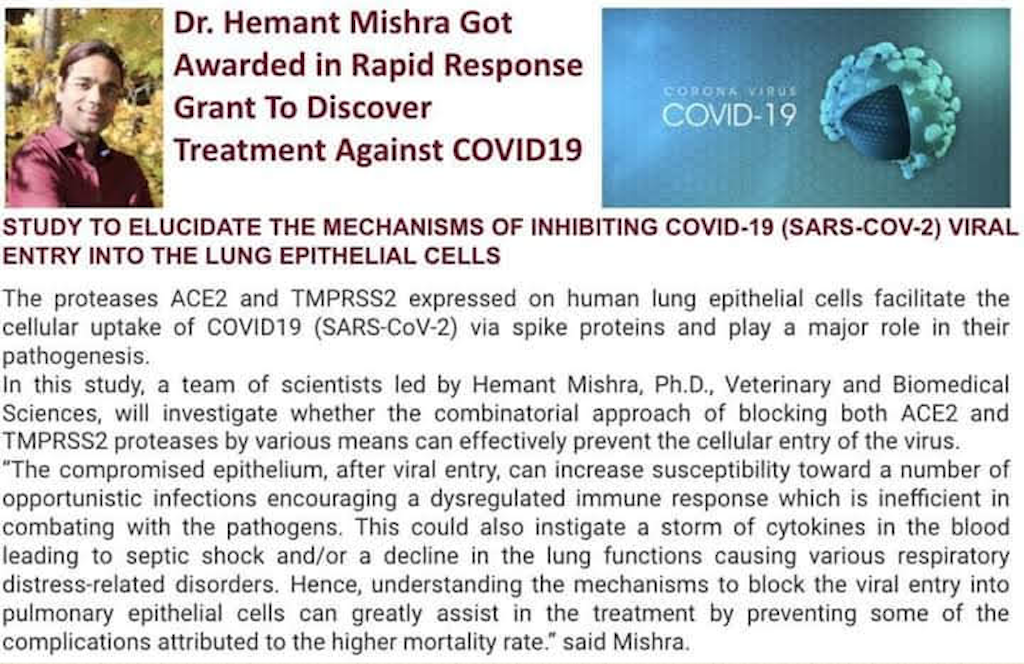 Dr. Hemant Mishra Got
Awarded in Rapid Response
Grant To Discover
Treatment Against COVID19
CORONA VIRUS
COVID-19
STUDY TO ELUCIDATE THE MECHANISMS OF INHIBITING COVID-19 (SARS-COV-2) VIRAL
ENTRY INTO THE LUNG EPITHELIAL CELLS
The proteases ACE2 and TMPRSS2 expressed on human lung epithelial cells facilitate the
cellular uptake of COVID19 (SARS-CoV-2) via spike proteins and play a major role in their
pathogenesis.
In this study, a team of scientists led by Hemant Mishra, Ph.D., Veterinary and Biomedical
Sciences, will investigate whether the combinatorial approach of blocking both ACE2 and
TMPRSS2 proteases by various means can effectively prevent the cellular entry of the virus.
“The compromised epithelium, after viral entry, can increase susceptibility toward a number of
opportunistic infections encouraging a dysregulated immune response which is inefficient in
combating with the pathogens. This could also instigate a storm of cytokines in the blood
leading to septic shock and/or a decline in the lung functions causing various respiratory
distress-related disorders. Hence, understanding the mechanisms to block the viral entry into
pulmonary epithelial cells can greatly assist in the treatment by preventing some of the
complications attributed to the higher mortality rate.” said Mishra.